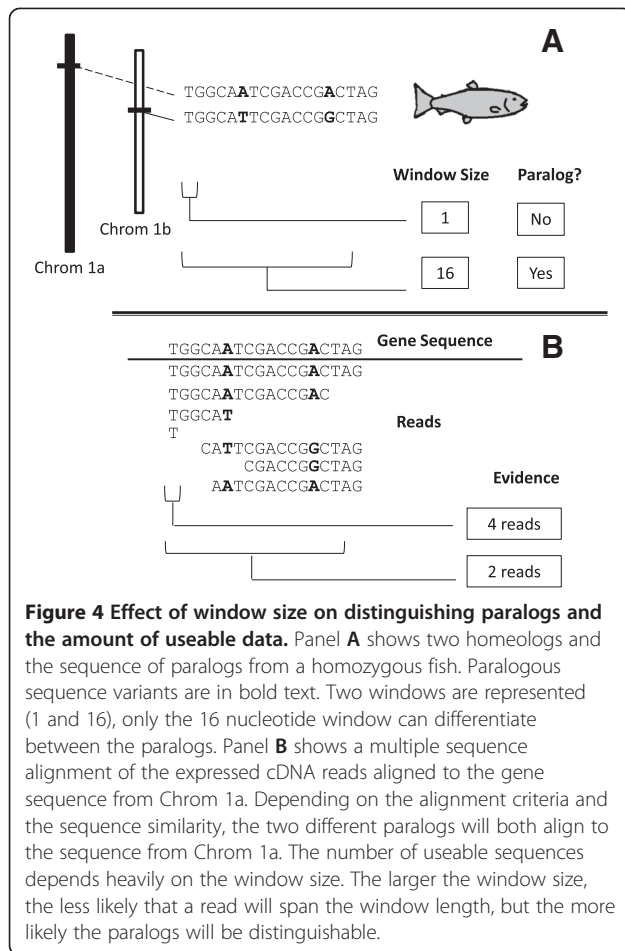 A
TGGCAATCGACCGACTAG
TGGCATTCGACCGGCTAG
Window Size Paralog?
1 No
Chrom 1b
16 Yes
Chrom 1a
TGGCAATCGACCGACTAG Gene Sequence
B
TGGCAATCGACCGACTAG
TGGCAATCGACCGAC
TGGCAT Reads
T
CATTCGACCGGCTAG
CGACCGGCTAG
Evidence
AATCGACCGACTAG
4 reads
2 reads
Figure 4 Effect of window size on distinguishing paralogs and
the amount of useable data. Panel A shows two homeologs and
the sequence of paralogs from a homozygous fish. Paralogous
sequence variants are in bold text. Two windows are represented
(1 and 16), only the 16 nucleotide window can differentiate
between the paralogs. Panel B shows a multiple sequence
alignment of the expressed cDNA reads aligned to the gene
sequence from Chrom 1a. Depending on the alignment criteria and
the sequence similarity, the two different paralogs will both align to
the sequence from Chrom 1a. The number of useable sequences
depends heavily on the window size. The larger the window size,
the less likely that a read will span the window length, but the more
likely the paralogs will be distinguishable.